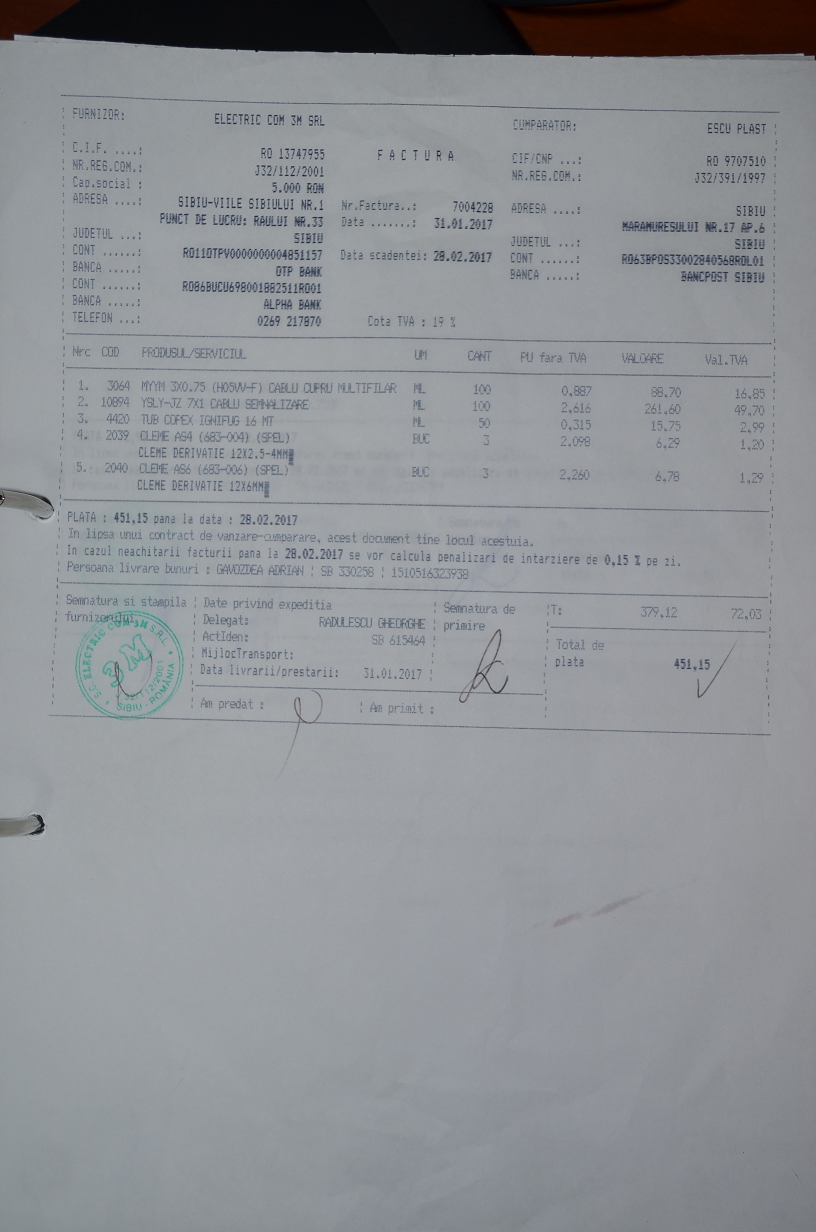 FURNIZOR: ELECTRIC COM 3M SRL CUMPARATOR: ESCU PLAST
C.I.F. ....: RO 13747955 F A C T U R A CIF/CNP ...: RO 9707510
NR.REG.COM.: J32/112/2001 NR.REG.COM.: J32/391/1997
Cap.social : 5.000 RON
ADRESA ....: SIBIU-VIILE SIBIULUI NR.1 Nr.Factura..: 7004228 ADRESA ....: SIBIU
PUNCT DE LUCRU: RAULUI NR.33 Data .......: 31.01.2017 MARAMURESULUI NR.17 AP.6
JUDETUL ...: SIBIU JUDETUL ...: SIBIU
CONT ......: RO11OTPV0000000004851157 Data scadentei: 28.02.2017 CONT ......: RO63BPOS33002840568ROL01
BANCA .....: OTP BANK BANCA .....: BANCPOST SIBIU
CONT ......: RO86BUCU698001882511RO01
BANCA .....: ALPHA BANK
TELEFON ...: 0269 217870 Cota TVA : 19 %
Nrc COD PRODUSUL/SERVICIUL UM CANT PU fara TVA VALOARE Val.TVA
1. 3064 MYYM 3X0.75 (H05VV-F) CABLU CUPRU MULTIFILAR ML 100 0,887 88,70 16,85
2. 10894 YSLY-JZ 7X1 CABLU SEMNALIZARE ML 100 2,616 261,60 49,70
3. 4420 TUB COPEX IGNIFUG 16 MT ML 50 0,315 15,75 2,99
4. 2039 CLEME AS4 (683-004) (SPEL) BUC 3 2,098 6,29 1,20
CLEME DERIVATIE 12X2.5-4MM
5. 2040 CLEME AS6 (683-006) (SPEL) BUC 3 2,260 6,78 1,29
CLEME DERIVATIE 12X6MM
PLATA : 451,15 pana la data : 28.02.2017
In lipsa unui contract de vanzare-cumparare, acest document tine locul acestuia.
In cazul neachitarii facturii pana la 28.02.2017 se vor calcula penalizari de intarziere de 0,15 % pe zi.
Persoana livrare bunuri : GAVOZDEA ADRIAN | SB 330258 | 1510516323938
Semnatura si stampila Date privind expeditia Semnatura de T: 379,12 72,03
furnizorului Delegat: RADULESCU GHEORGHE primire
ActIden: SB 615464
MijlocTransport: Total de
Data livrarii/prestarii: 31.01.2017 plata 451,15
Am predat : Am primit :
S.C. ELECTRIC COM 3M S.R.L.
3M
J32/112/2001
SIBIU - ROMÂNIA